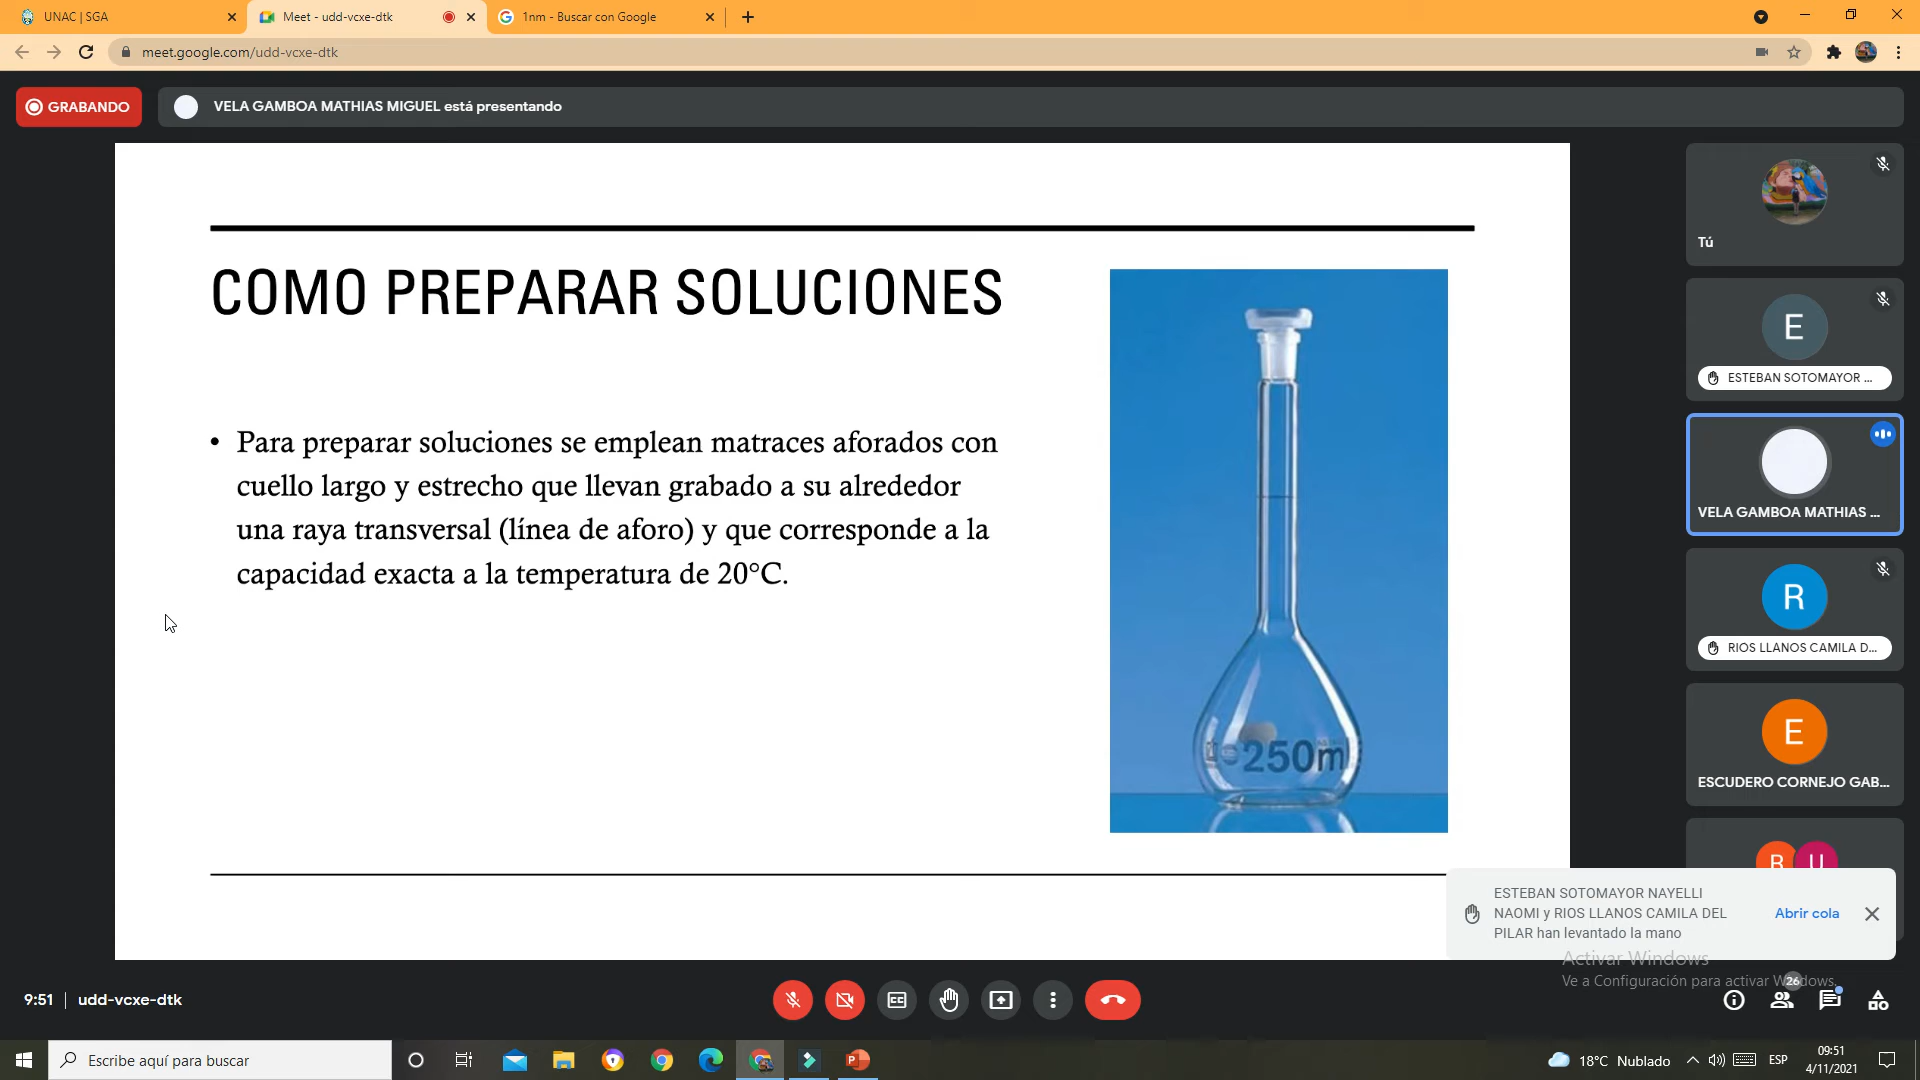 UNAC | SGA
Meet - udd-vcxe-dtk
1nm - Buscar con Google
meet.google.com/udd-vcxe-dtk
GRABANDO
VELA GAMBOA MATHIAS MIGUEL está presentando
COMO PREPARAR SOLUCIONES
• Para preparar soluciones se emplean matraces aforados con
cuello largo y estrecho que llevan grabado a su alrededor
una raya transversal (línea de aforo) y que corresponde a la
capacidad exacta a la temperatura de 20°C.
250m
Tú
E
ESTEBAN SOTOMAYOR ...
VELA GAMBOA MATHIAS ...
R
RIOS LLANOS CAMILA D...
E
ESCUDERO CORNEJO GAB...
R U
ESTEBAN SOTOMAYOR NAYELLI
NAOMI y RIOS LLANOS CAMILA DEL
PILAR han levantado la mano
Abrir cola
Activar Windows
Ve a Configuración para activar Windows.
26
9:51 | udd-vcxe-dtk
Escribe aquí para buscar
18°C Nublado
ESP
09:51
4/11/2021